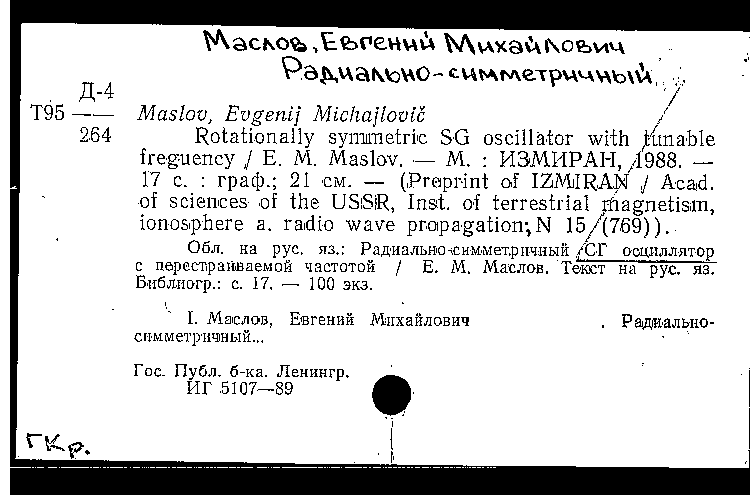 Маслов, Евгений Михайлович
Радиально-симметричный
Д-4
Т95 —
264
Maslov, Evgenij Michajlovič
Rotationally symmetric SG oscillator with tunable
freguency / E. M. Maslov. — М. : ИЗМИРАН, 1988. —
17 с. : граф.; 21 см. — (Preprint of IZMIRAN / Acad.
of sciences of the USSR, Inst. of terrestrial magnetism,
ionosphere a. radio wave propagation; N 15 (769)).
Обл. на рус. яз.: Радиально-симметричный СГ осциллятор
с перестраиваемой частотой / Е. М. Маслов. Текст на рус. яз.
Библиогр.: с. 17. — 100 экз.
I. Маслов, Евгений Михайлович . Радиально-
симметричный...
Гос. Публ. б-ка. Ленингр.
ИГ 5107—89
ГКр.